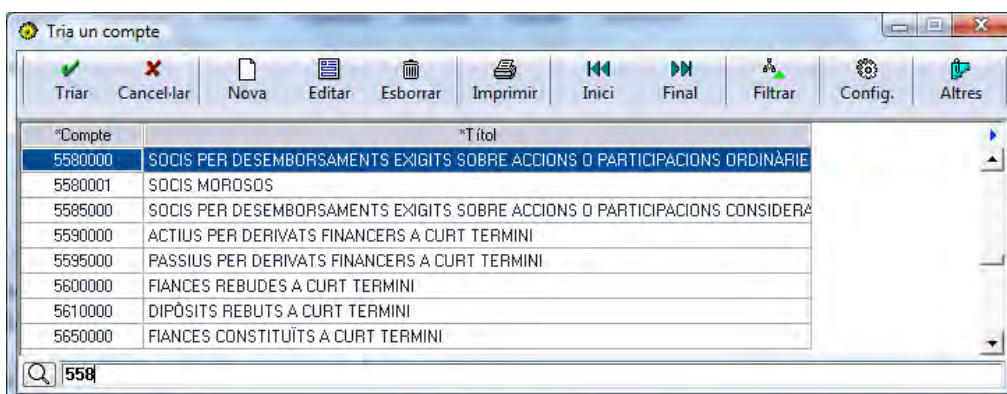 Tria un compte
Triar Cancel·lar Nova Editar Esborrar Imprimir Inici Final Filtrar Config. Altres
*Compte *Títol
5580000 SOCIS PER DESEMBORSAMENTS EXIGITS SOBRE ACCIONS O PARTICIPACIONS ORDINÀRIE
5580001 SOCIS MOROSOS
5585000 SOCIS PER DESEMBORSAMENTS EXIGITS SOBRE ACCIONS O PARTICIPACIONS CONSIDERA
5590000 ACTIUS PER DERIVATS FINANCERS A CURT TERMINI
5595000 PASSIUS PER DERIVATS FINANCERS A CURT TERMINI
5600000 FIANCES REBUDES A CURT TERMINI
5610000 DIPÒSITS REBUTS A CURT TERMINI
5650000 FIANCES CONSTITUÏTS A CURT TERMINI
558